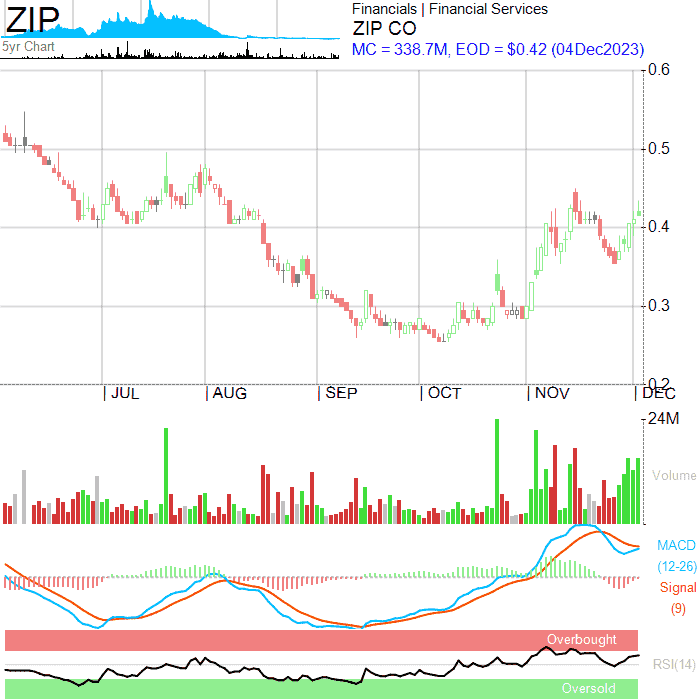 ZIP
5yr Chart
Financials | Financial Services
ZIP CO
MC = 338.7M, EOD = $0.42 (04Dec2023)
0.6
0.5
0.4
0.3
0.2
JUL AUG SEP OCT NOV DEC
24M
Volume
MACD
(12-26)
Signal
(9)
Overbought
RSI(14)
Oversold